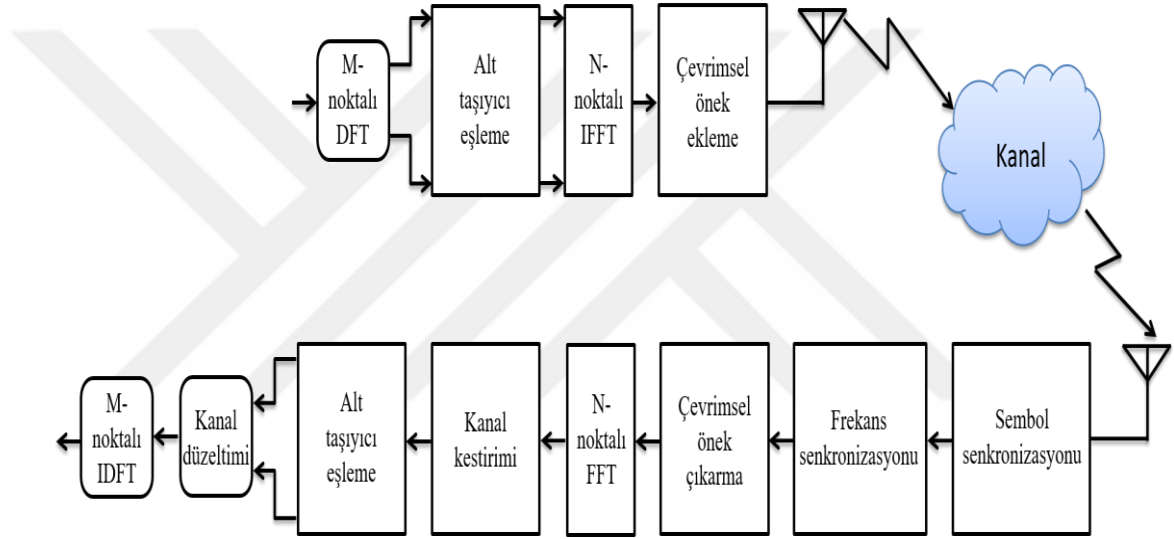 M-
noktalı
DFT
Alt
taşıyıcı
eşleme
N-
noktalı
IFFT
Çevrimsel
önek
ekleme
Kanal
M-
noktalı
IDFT
Kanal
düzeltimi
Alt
taşıyıcı
eşleme
Kanal
kestirimi
N-
noktalı
FFT
Çevrimsel
önek
çıkarma
Frekans
senkronizasyonu
Sembol
senkronizasyonu